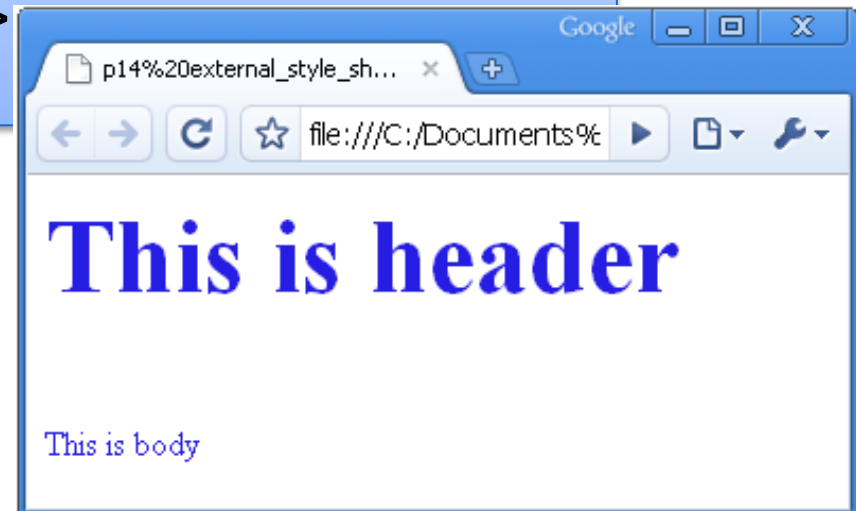 >
Google
p14%20external_style_sh...
file:///C:/Documents%
This is header
This is body